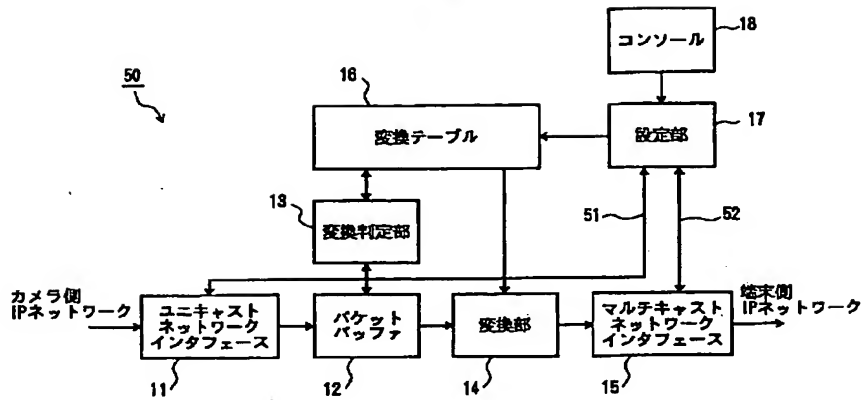 コンソール
18
50
16
変換テーブル
設定部
17
13
変換判定部
51
52
カメラ側
IPネットワーク
ユニキャスト
ネットワーク
インタフェース
パケット
バッファ
変換部
マルチキャスト
ネットワーク
インタフェース
端末側
IPネットワーク
11
12
14
15